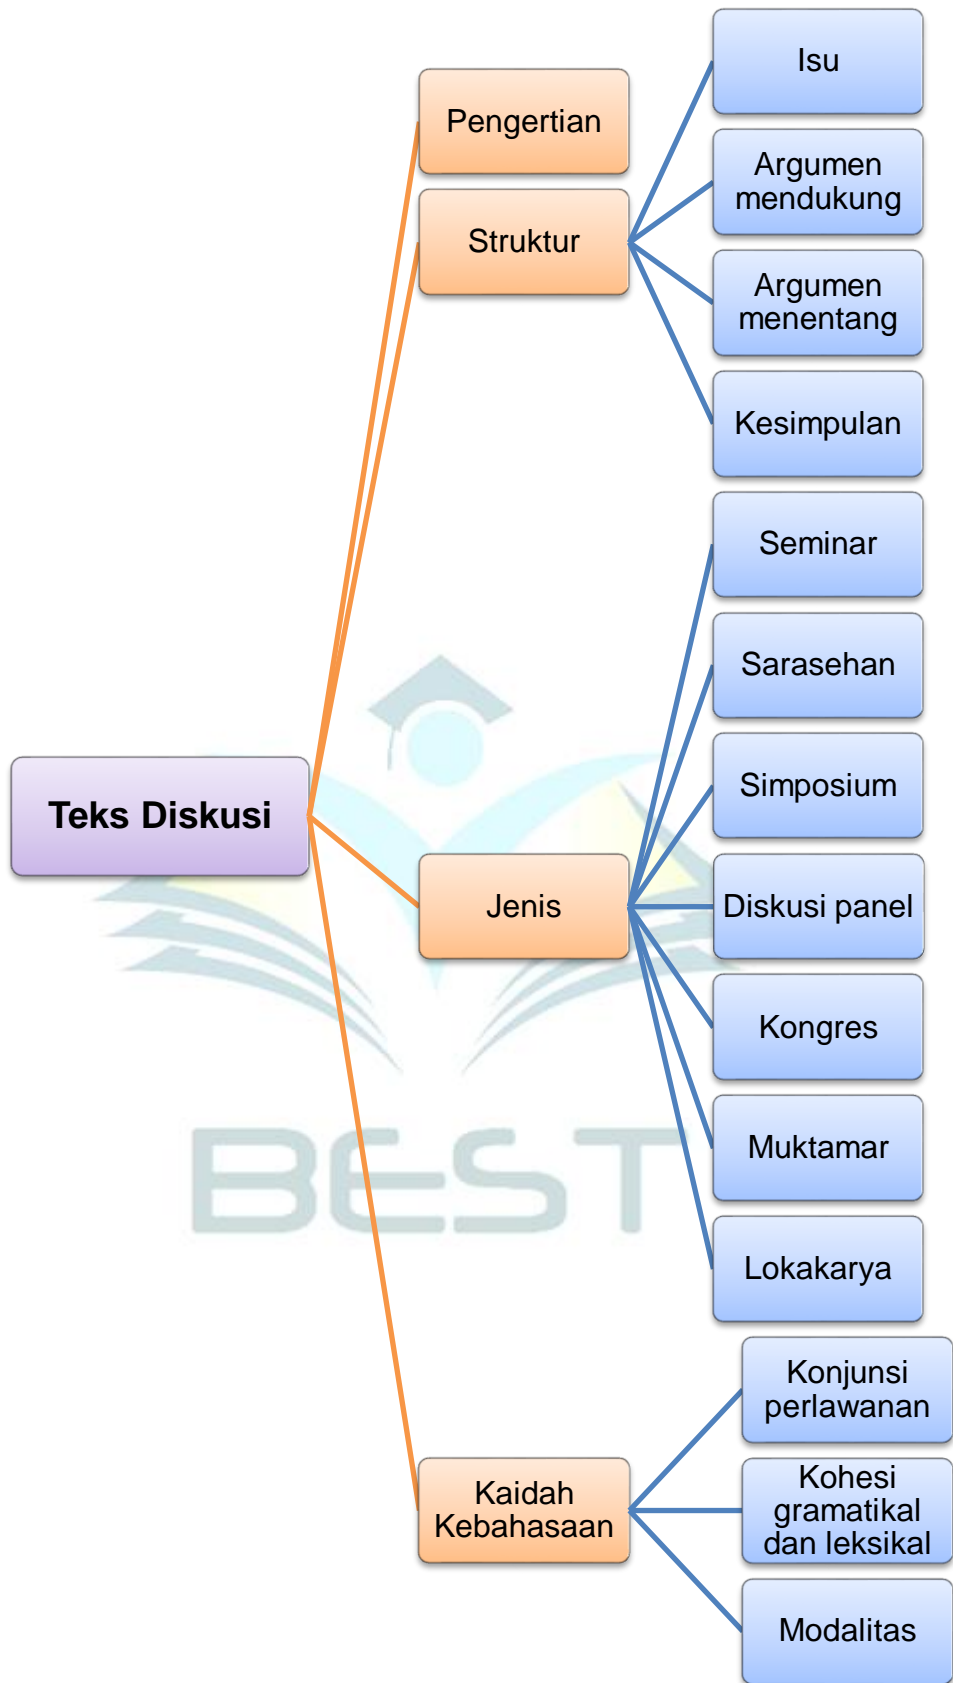 Teks Diskusi
Pengertian
Struktur
Isu
Argumen
mendukung
Argumen
menentang
Kesimpulan
Jenis
Seminar
Sarasehan
Simposium
Diskusi panel
Kongres
Muktamar
Lokakarya
Kaidah
Kebahasaan
Konjunsi
perlawanan
Kohesi
gramatikal
dan leksikal
Modalitas
BEST